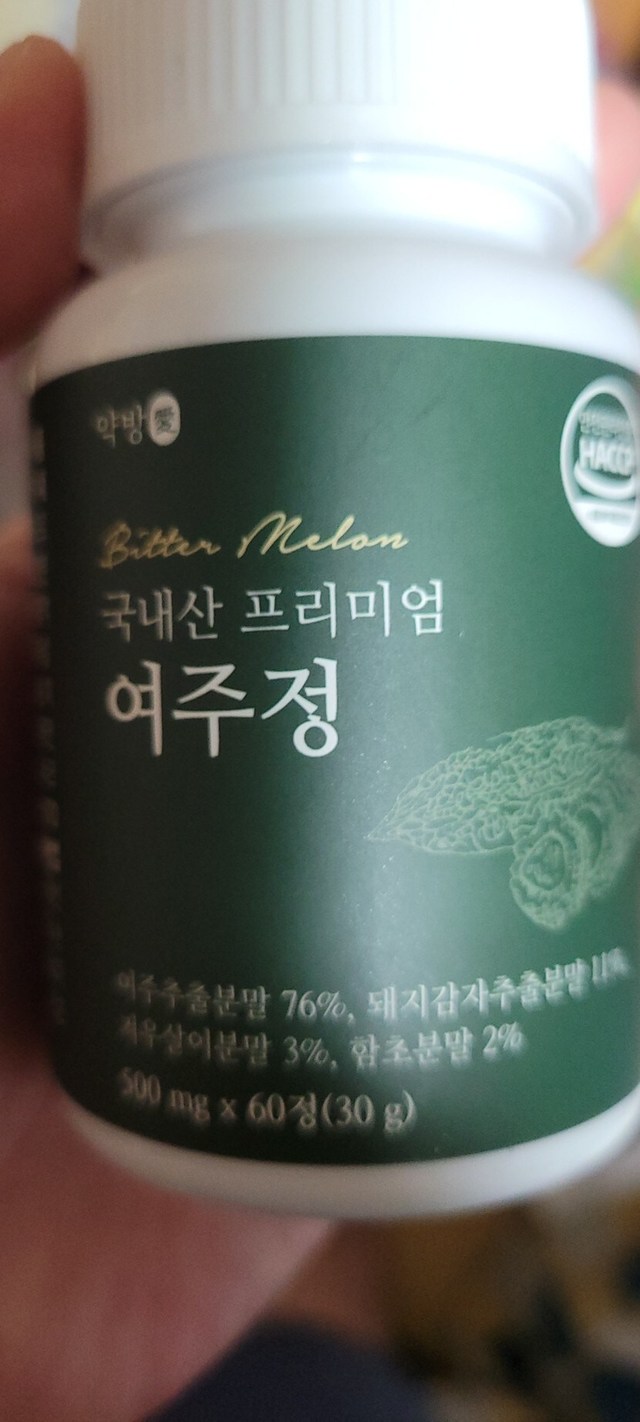 약방 愛
HACCP
Bitter Melon
국내산 프리미엄
여주정
여주추출분말 76%, 돼지감자추출분말 11%,
겨우살이분말 3%, 함초분말 2%
500 mg x 60정(30 g)